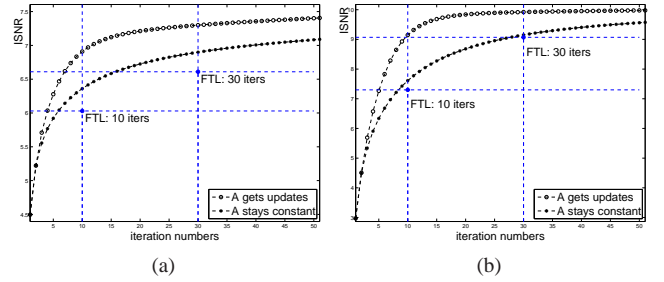 ISNR
7.5
7
6.5
6
5.5
5
4.5
FTL: 30 iters
FTL: 10 iters
A gets updates
A stays constant
5 10 15 20 25 30 35 40 45 50
iteration numbers
(a)
ISNR
10
9
8
7
6
5
4
3
FTL: 30 iters
FTL: 10 iters
A gets updates
A stays constant
5 10 15 20 25 30 35 40 45 50
iteration numbers
(b)